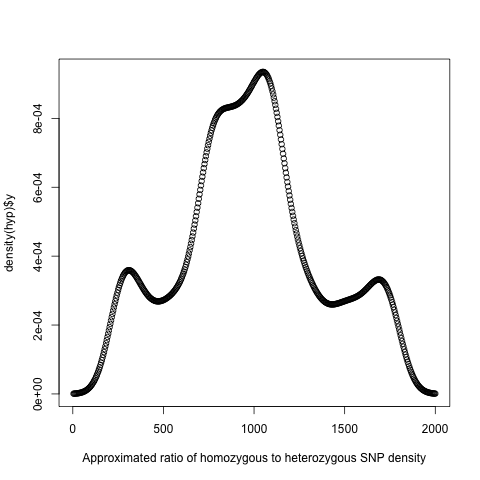 density(hyp)$y
8e-04
6e-04
4e-04
2e-04
0e+00
0 500 1000 1500 2000
Approximated ratio of homozygous to heterozygous SNP density